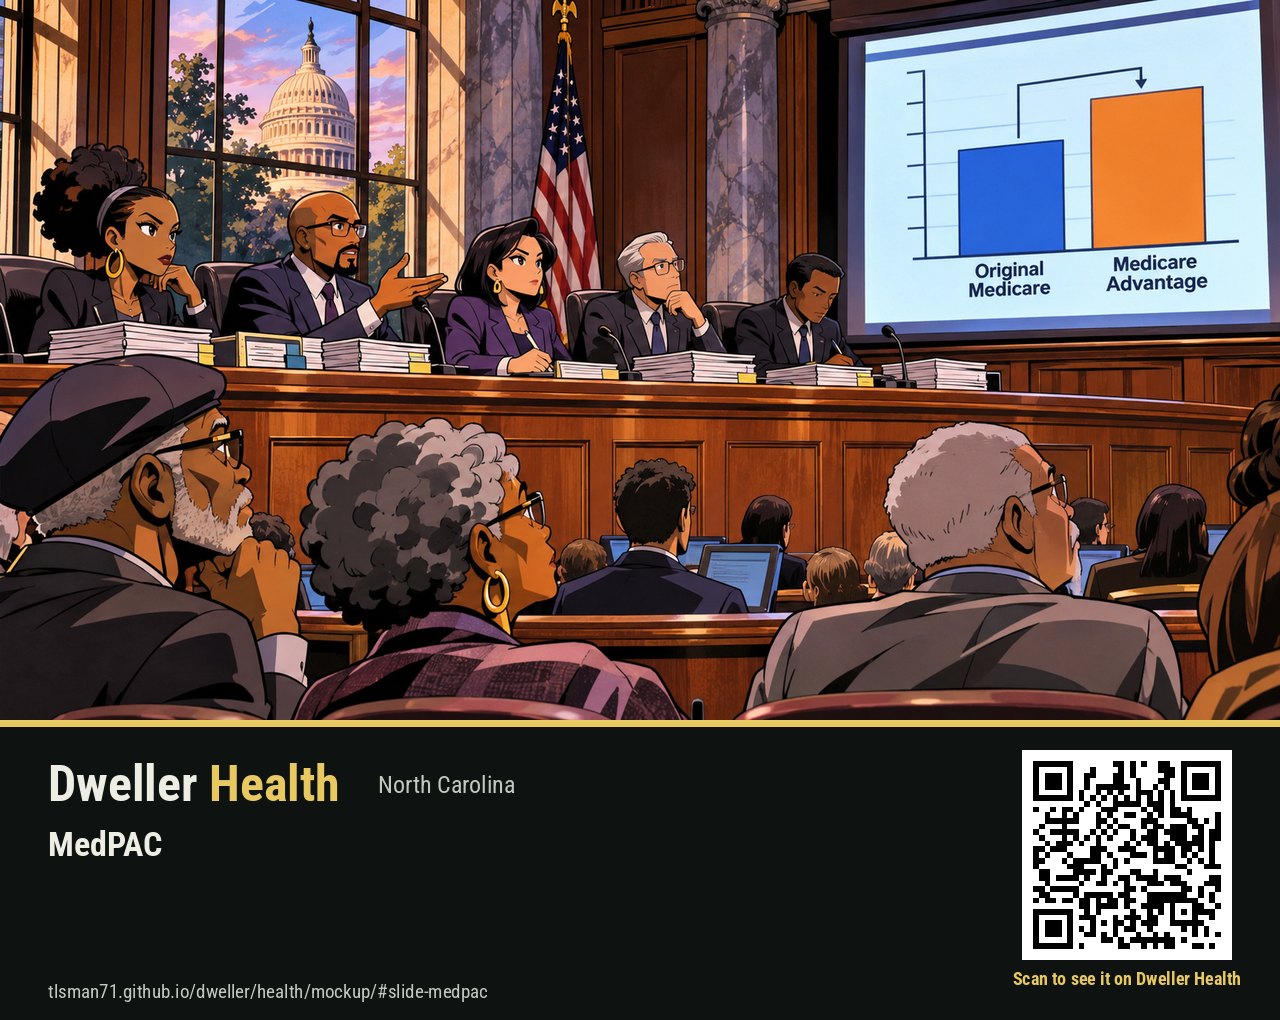 Original
Medicare
Medicare
Advantage
Dweller Health
North Carolina
MedPAC
tlsman71.github.io/dweller/health/mockup/#slide-medpac
Scan to see it on Dweller Health